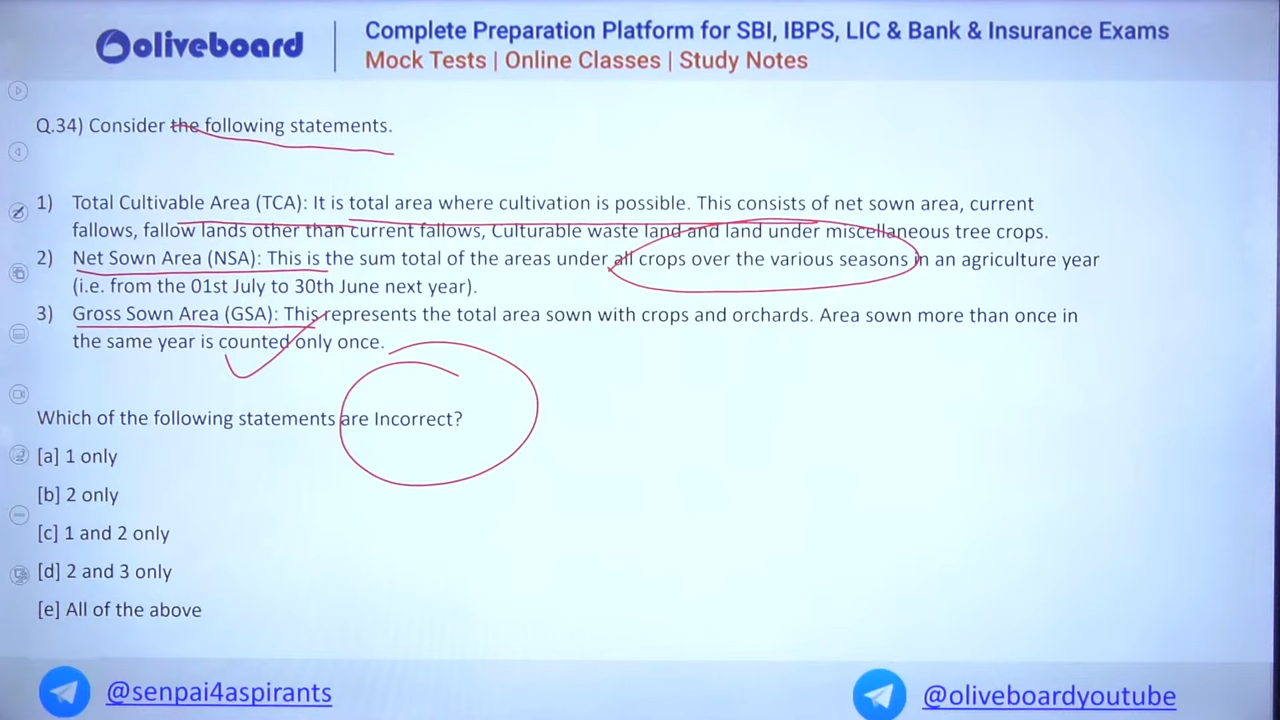 oliveboard
Complete Preparation Platform for SBI, IBPS, LIC & Bank & Insurance Exams
Mock Tests | Online Classes | Study Notes
Q.34) Consider the following statements.
1) Total Cultivable Area (TCA): It is total area where cultivation is possible. This consists of net sown area, current
fallows, fallow lands other than current fallows, Culturable waste land and land under miscellaneous tree crops.
2) Net Sown Area (NSA): This is the sum total of the areas under all crops over the various seasons in an agriculture year
(i.e. from the 01st July to 30th June next year).
3) Gross Sown Area (GSA): This represents the total area sown with crops and orchards. Area sown more than once in
the same year is counted only once.
Which of the following statements are Incorrect?
[a] 1 only
[b] 2 only
[c] 1 and 2 only
[d] 2 and 3 only
[e] All of the above
@senpai4aspirants
@oliveboardyoutube